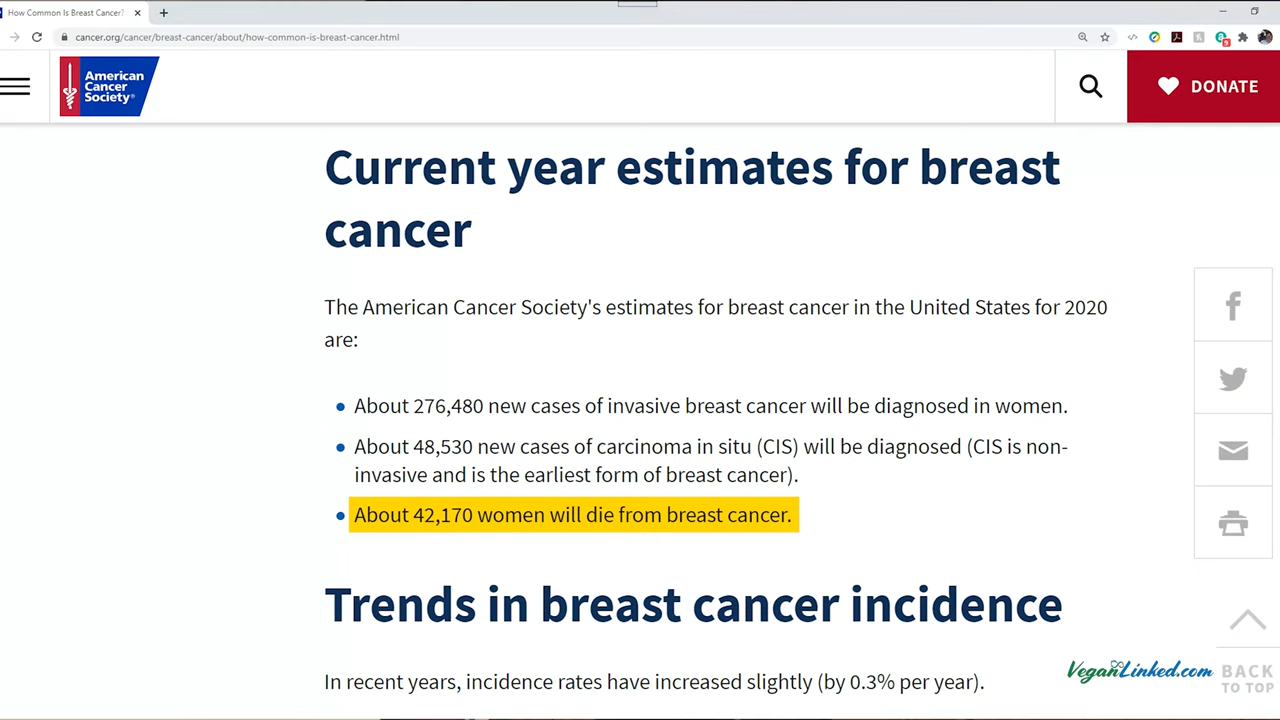 How Common Is Breast Cancer?
cancer.org/cancer/breast-cancer/about/how-common-is-breast-cancer.html
American
Cancer
Society®
DONATE
Current year estimates for breast
cancer
The American Cancer Society's estimates for breast cancer in the United States for 2020
are:
About 276,480 new cases of invasive breast cancer will be diagnosed in women.
About 48,530 new cases of carcinoma in situ (CIS) will be diagnosed (CIS is non-
invasive and is the earliest form of breast cancer).
About 42,170 women will die from breast cancer.
Trends in breast cancer incidence
In recent years, incidence rates have increased slightly (by 0.3% per year).
VeganLinked.com
BACK
TO TOP